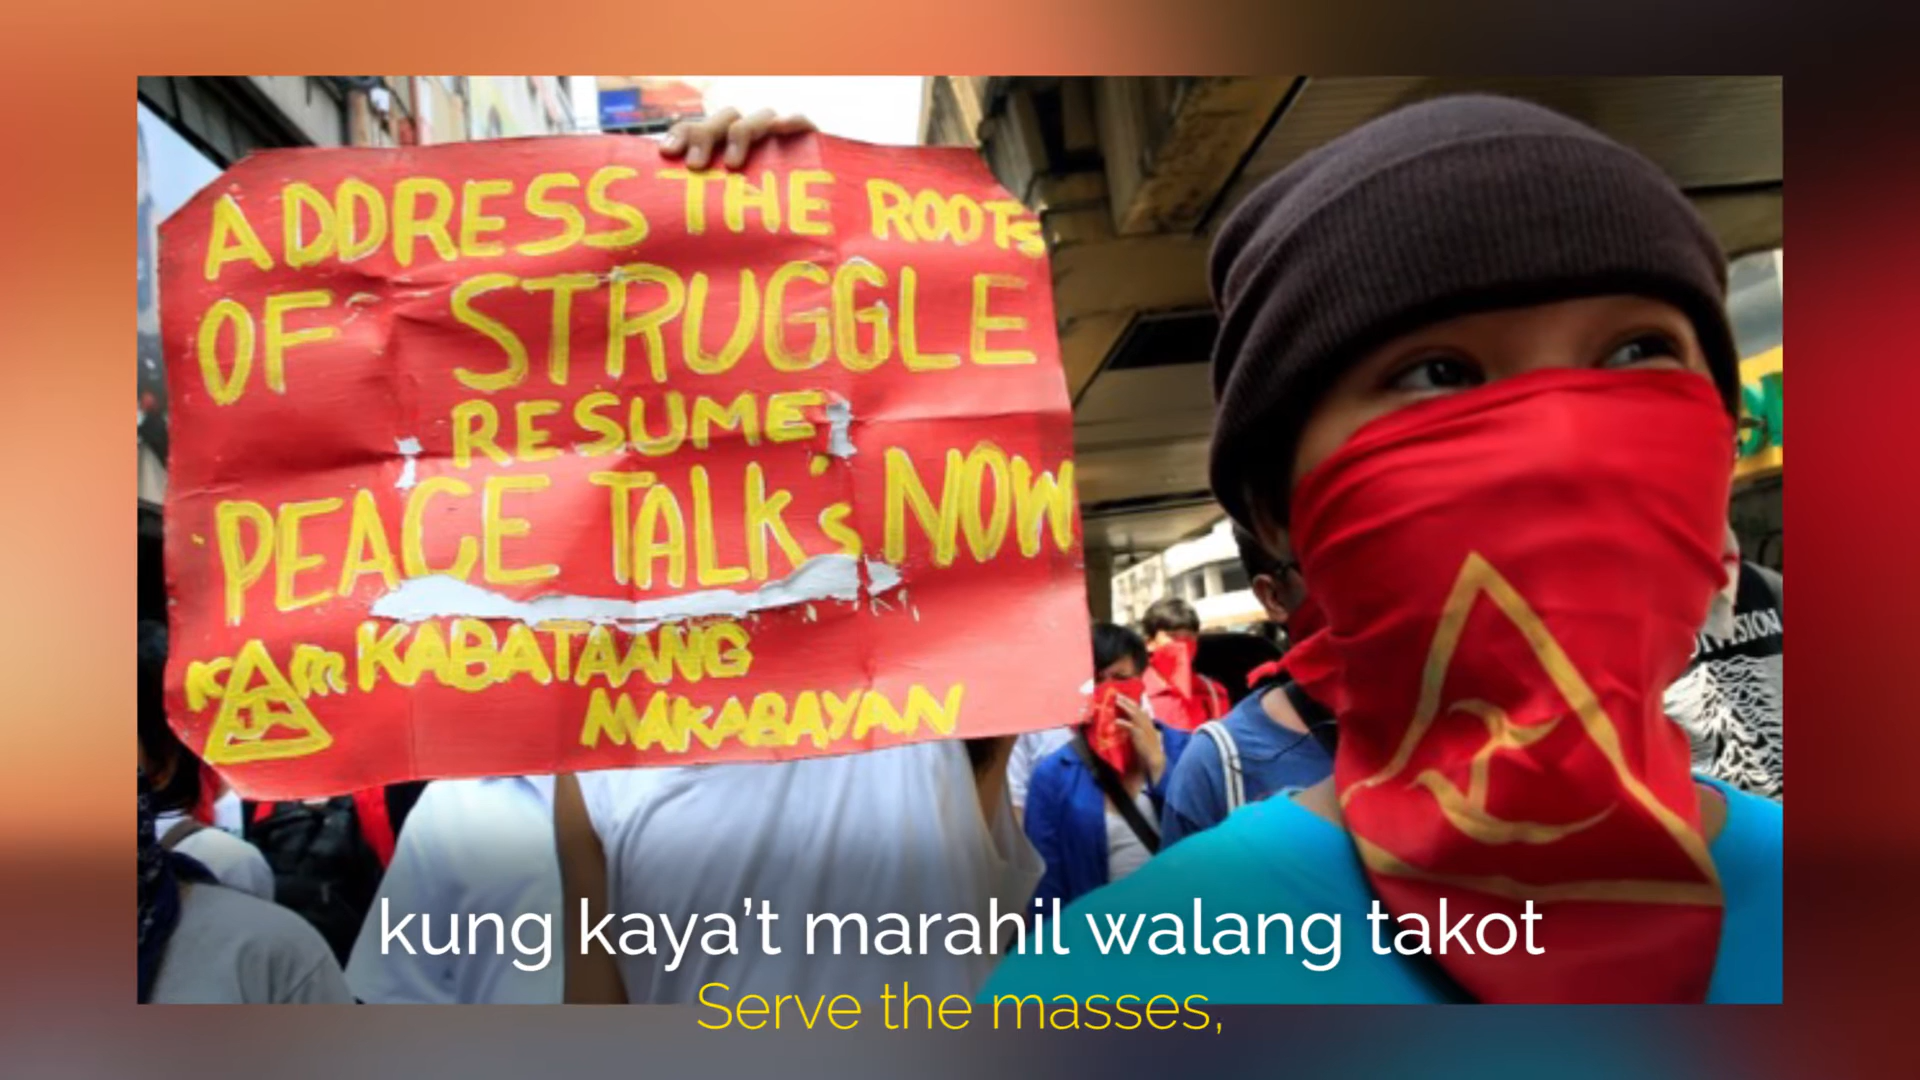 ADDRESS THE ROOTS
OF STRUGGLE
RESUME
PEACE TALK's NOW
KM KABATAANG
MAKABAYAN
kung kaya’t marahil walang takot
Serve the masses,